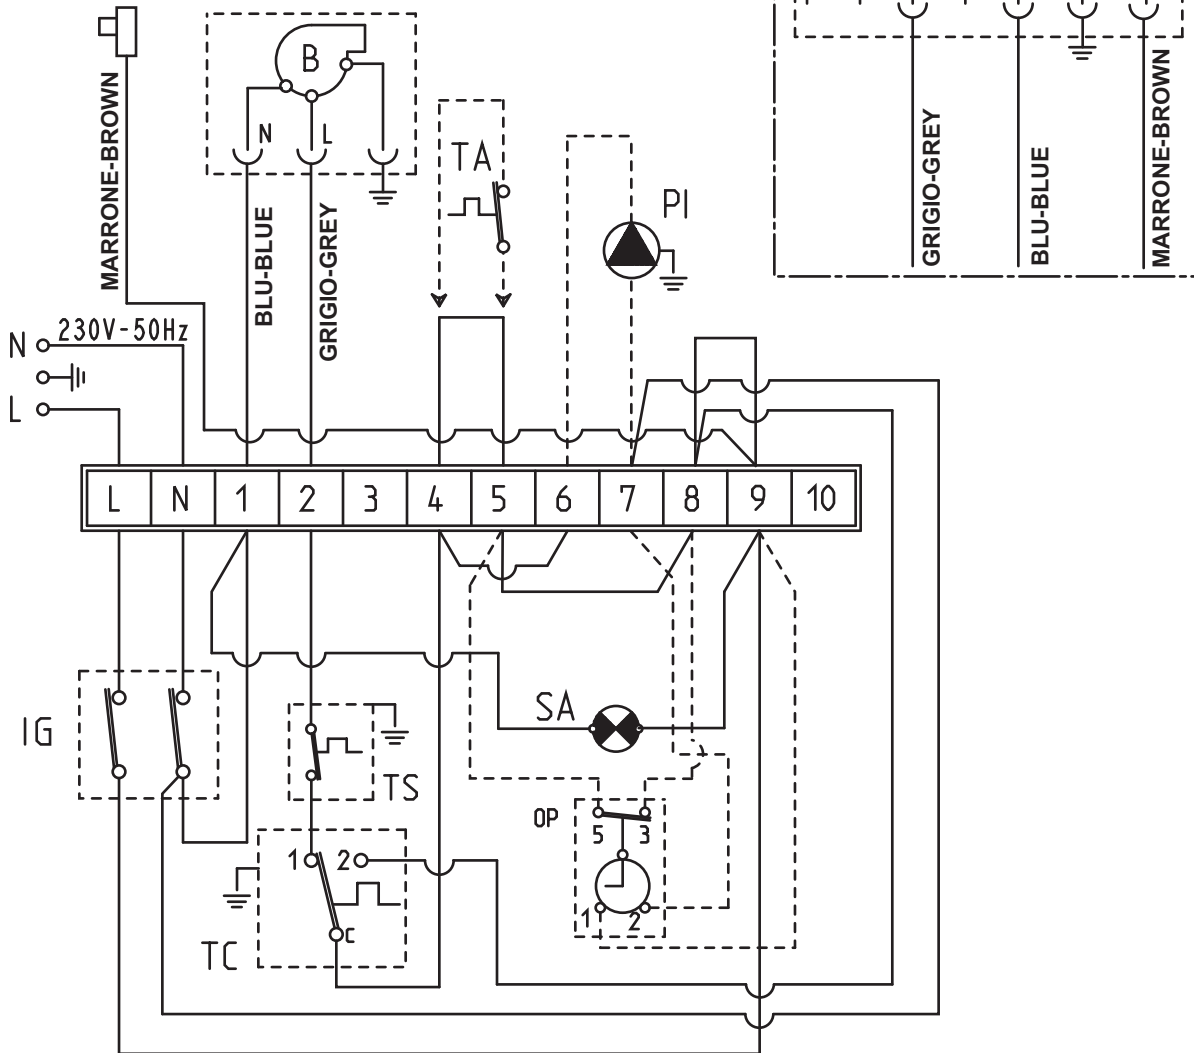 B
N L
MARRONE-BROWN
BLU-BLUE
GRIGIO-GREY
TA
PI
GRIGIO-GREY
BLU-BLUE
MARRONE-BROWN
N 230V-50Hz
L
L N 1 2 3 4 5 6 7 8 9 10
IG
TS
SA
OP
5 3
1 2
1 2
C
TC